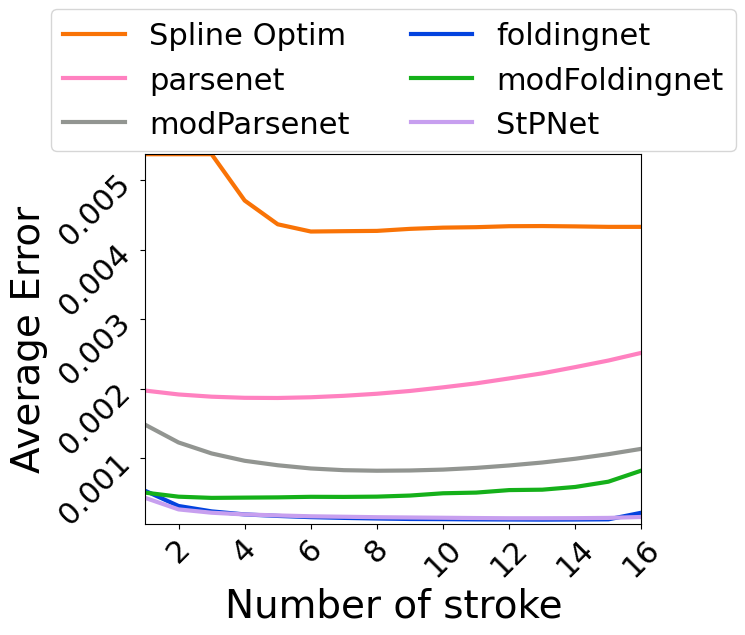 Spline Optim
parsenet
modParsenet
foldingnet
modFoldingnet
StPNet
Average Error
0.005
0.004
0.003
0.002
0.001
2 4 6 8 10 12 14 16
Number of stroke